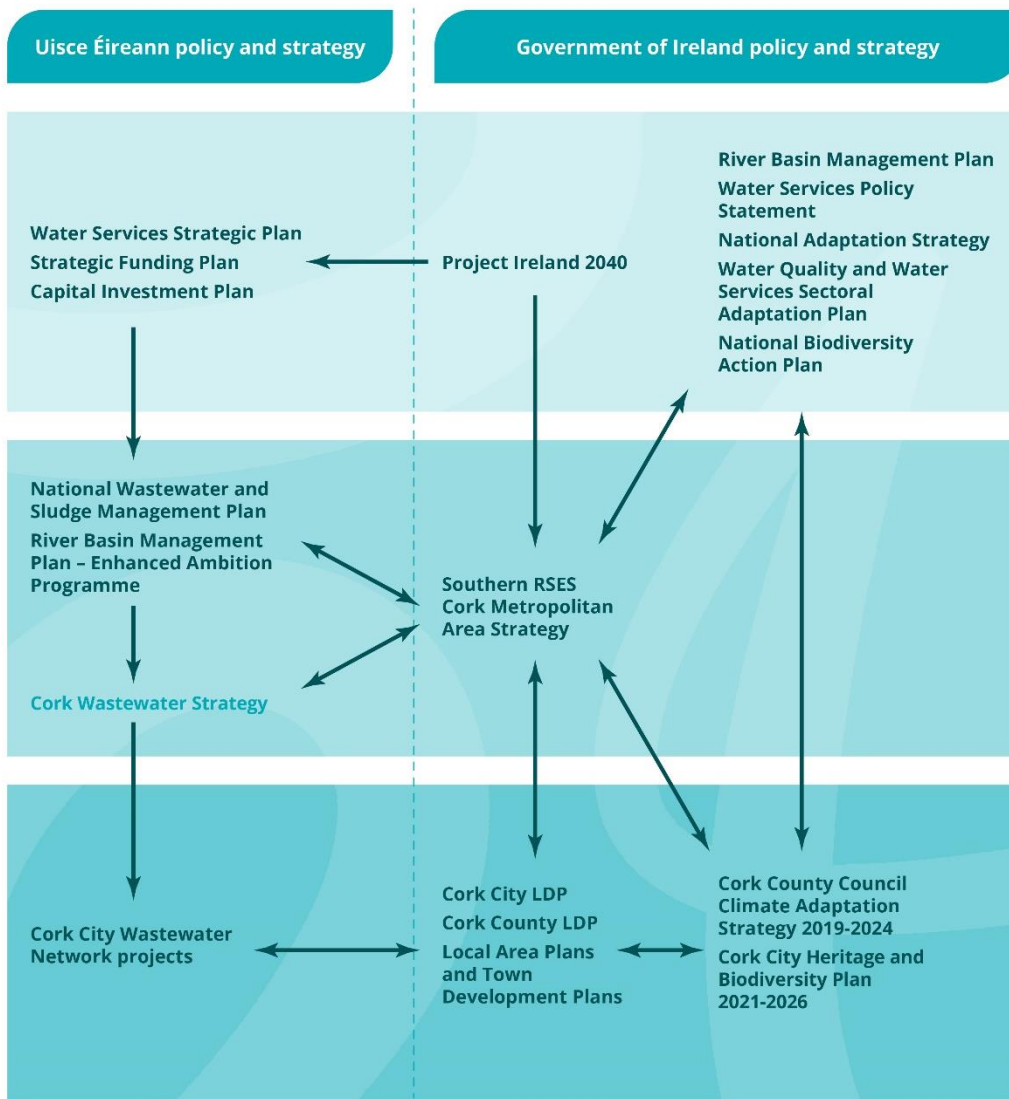 Uisce Éireann policy and strategy
Government of Ireland policy and strategy
Water Services Strategic Plan
Strategic Funding Plan
Capital Investment Plan
Project Ireland 2040
River Basin Management Plan
Water Services Policy
Statement
National Adaptation Strategy
Water Quality and Water
Services Sectoral
Adaptation Plan
National Biodiversity
Action Plan
National Wastewater and
Sludge Management Plan
River Basin Management
Plan – Enhanced Ambition
Programme
Cork Wastewater Strategy
Southern RSES
Cork Metropolitan
Area Strategy
Cork City Wastewater
Network projects
Cork City LDP
Cork County LDP
Local Area Plans
and Town
Development Plans
Cork County Council
Climate Adaptation
Strategy 2019-2024
Cork City Heritage and
Biodiversity Plan
2021-2026